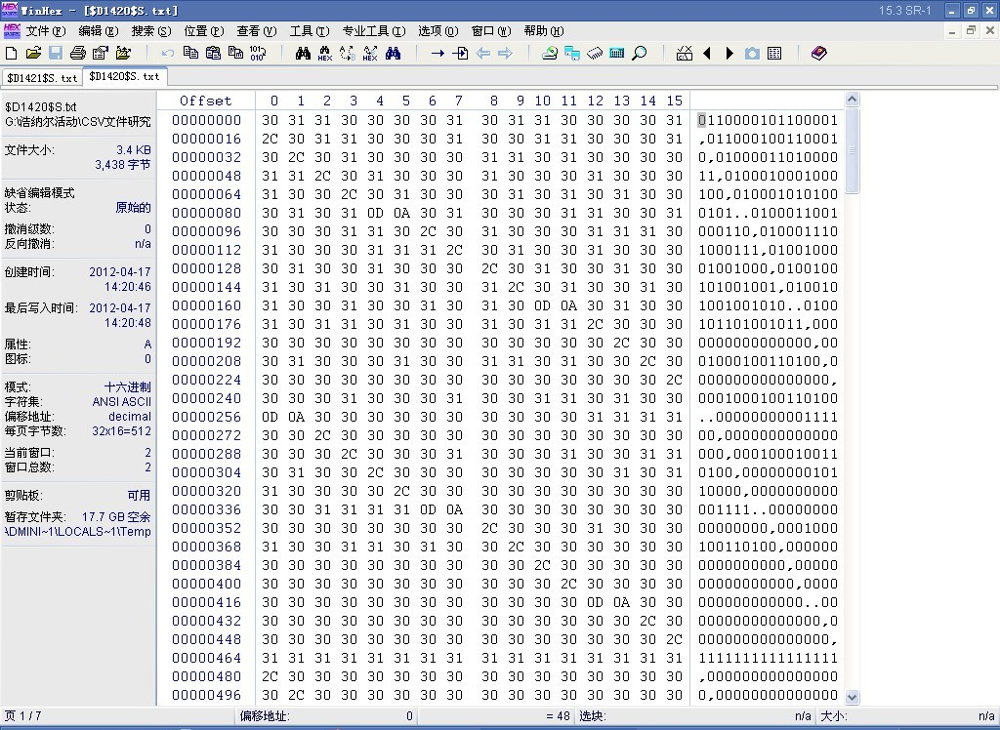 WinHex - [$D1420$S.txt] 15.3 SR-1
文件(F) 编辑(E) 搜索(S) 位置(P) 查看(V) 工具(T) 专业工具(I) 选项(O) 窗口(W) 帮助(H)
$D1421$S.txt $D1420$S.txt
$D1420$S.txt
G:\浩纳尔活动\CSV文件研究
文件大小: 3.4 KB
3,438 字节
缺省编辑模式
状态: 原始的
撤消级数: 0
反向撤消: n/a
创建时间: 2012-04-17
14:20:46
最后写入时间: 2012-04-17
14:20:48
属性: A
图标: 0
模式: 十六进制
字符集: ANSI ASCII
偏移地址: decimal
每页字节数: 32x16=512
当前窗口: 2
窗口总数: 2
剪贴板: 可用
暂存文件夹: 17.7 GB 空余
\DMINI~1\LOCALS~1\Temp
Offset 0 1 2 3 4 5 6 7 8 9 10 11 12 13 14 15
00000000 30 31 31 30 30 30 30 31 30 31 31 30 30 30 30 31 0110000101100001
00000016 2C 30 31 31 30 30 30 31 30 30 31 31 30 30 30 31 ,011000100110001
00000032 30 2C 30 31 30 30 30 30 31 31 30 31 30 30 30 30 0,01000011010000
00000048 31 31 2C 30 31 30 30 30 31 30 30 30 31 30 30 30 11,0100010001000
00000064 31 30 30 2C 30 31 30 30 30 31 30 31 30 31 30 30 100,010001010100
00000080 30 31 30 31 0D 0A 30 31 30 30 30 31 31 30 30 31 0101..0100011001
00000096 30 30 30 31 31 30 2C 30 31 30 30 30 31 31 31 30 000110,010001110
00000112 31 30 30 30 31 31 31 2C 30 31 30 30 31 30 30 30 1000111,01001000
00000128 30 31 30 30 31 30 30 30 2C 30 31 30 30 31 30 30 01001000,0100100
00000144 31 30 31 30 30 31 30 30 31 2C 30 31 30 30 31 30 101001001,010010
00000160 31 30 30 31 30 30 31 30 31 30 0D 0A 30 31 30 30 1001001010..0100
00000176 31 30 31 31 30 31 30 30 31 30 31 31 2C 30 30 30 101101001011,000
00000192 30 30 30 30 30 30 30 30 30 30 30 30 30 2C 30 30 0000000000000,00
00000208 30 31 30 30 30 31 30 30 31 31 30 31 30 30 2C 30 01000100110100,0
00000224 30 30 30 30 30 30 30 30 30 30 30 30 30 30 30 2C 000000000000000,
00000240 30 30 30 31 30 30 30 31 30 30 31 31 30 31 30 30 0001000100110100
00000256 0D 0A 30 30 30 30 30 30 30 30 30 30 31 31 31 31 ..00000000001111
00000272 30 30 2C 30 30 30 30 30 30 30 30 30 30 30 30 30 00,0000000000000
00000288 30 30 30 2C 30 30 30 31 30 30 30 31 30 30 31 31 000,000100010011
00000304 30 31 30 30 2C 30 30 30 30 30 30 30 30 31 30 31 0100,00000000101
00000320 31 30 30 30 30 2C 30 30 30 30 30 30 30 30 30 30 10000,0000000000
00000336 30 30 31 31 31 31 0D 0A 30 30 30 30 30 30 30 30 001111..00000000
00000352 30 30 30 30 30 30 30 30 2C 30 30 30 31 30 30 30 00000000,0001000
00000368 31 30 30 31 31 30 31 30 30 2C 30 30 30 30 30 30 100110100,000000
00000384 30 30 30 30 30 30 30 30 30 30 2C 30 30 30 30 30 0000000000,00000
00000400 30 30 30 30 30 30 30 30 30 30 30 2C 30 30 30 30 00000000000,0000
00000416 30 30 30 30 30 30 30 30 30 30 30 30 0D 0A 30 30 000000000000..00
00000432 30 30 30 30 30 30 30 30 30 30 30 30 30 30 2C 30 00000000000000,0
00000448 30 30 30 30 30 30 30 30 30 30 30 30 30 30 30 2C 000000000000000,
00000464 31 31 31 31 31 31 31 31 31 31 31 31 31 31 31 31 1111111111111111
00000480 2C 30 30 30 30 30 30 30 30 30 30 30 30 30 30 30 ,000000000000000
00000496 30 2C 30 30 30 30 30 30 30 30 30 30 30 30 30 30 0,00000000000000
页 1 / 7 偏移地址: 0 = 48 选块: n/a 大小: n/a